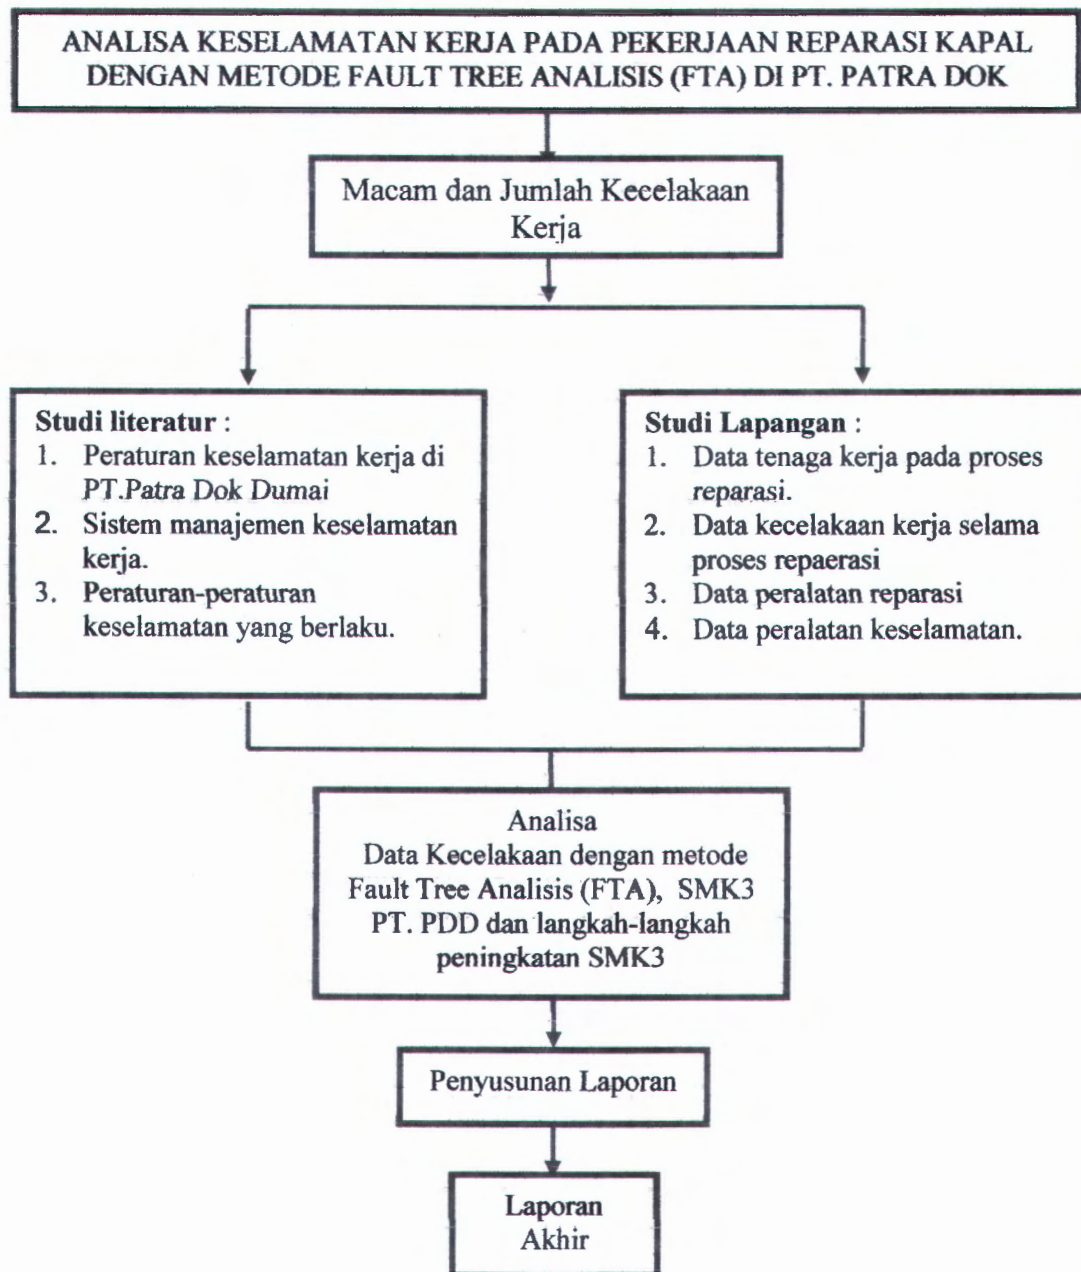 ANALISA KESELAMATAN KERJA PADA PEKERJAAN REPARASI KAPAL
DENGAN METODE FAULT TREE ANALISIS (FTA) DI PT. PATRA DOK
Macam dan Jumlah Kecelakaan
Kerja
Studi literatur :
1. Peraturan keselamatan kerja di
PT.Patra Dok Dumai
2. Sistem manajemen keselamatan
kerja.
3. Peraturan-peraturan
keselamatan yang berlaku.
Studi Lapangan :
1. Data tenaga kerja pada proses
reparasi.
2. Data kecelakaan kerja selama
proses repaerasi
3. Data peralatan reparasi
4. Data peralatan keselamatan.
Analisa
Data Kecelakaan dengan metode
Fault Tree Analisis (FTA), SMK3
PT. PDD dan langkah-langkah
peningkatan SMK3
Penyusunan Laporan
Laporan
Akhir